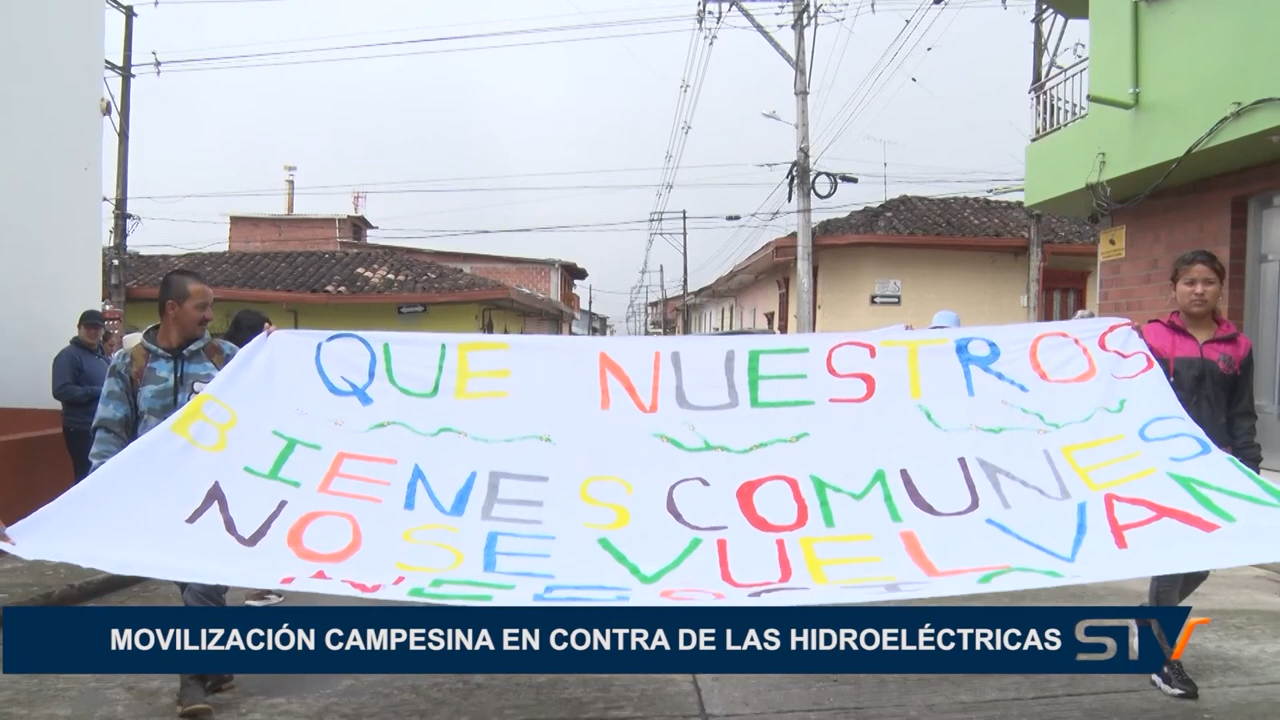 QUE NUESTROS
BIENES COMUNES
NO SE VUELVAN
MOVILIZACIÓN CAMPESINA EN CONTRA DE LAS HIDROELÉCTRICAS
STV